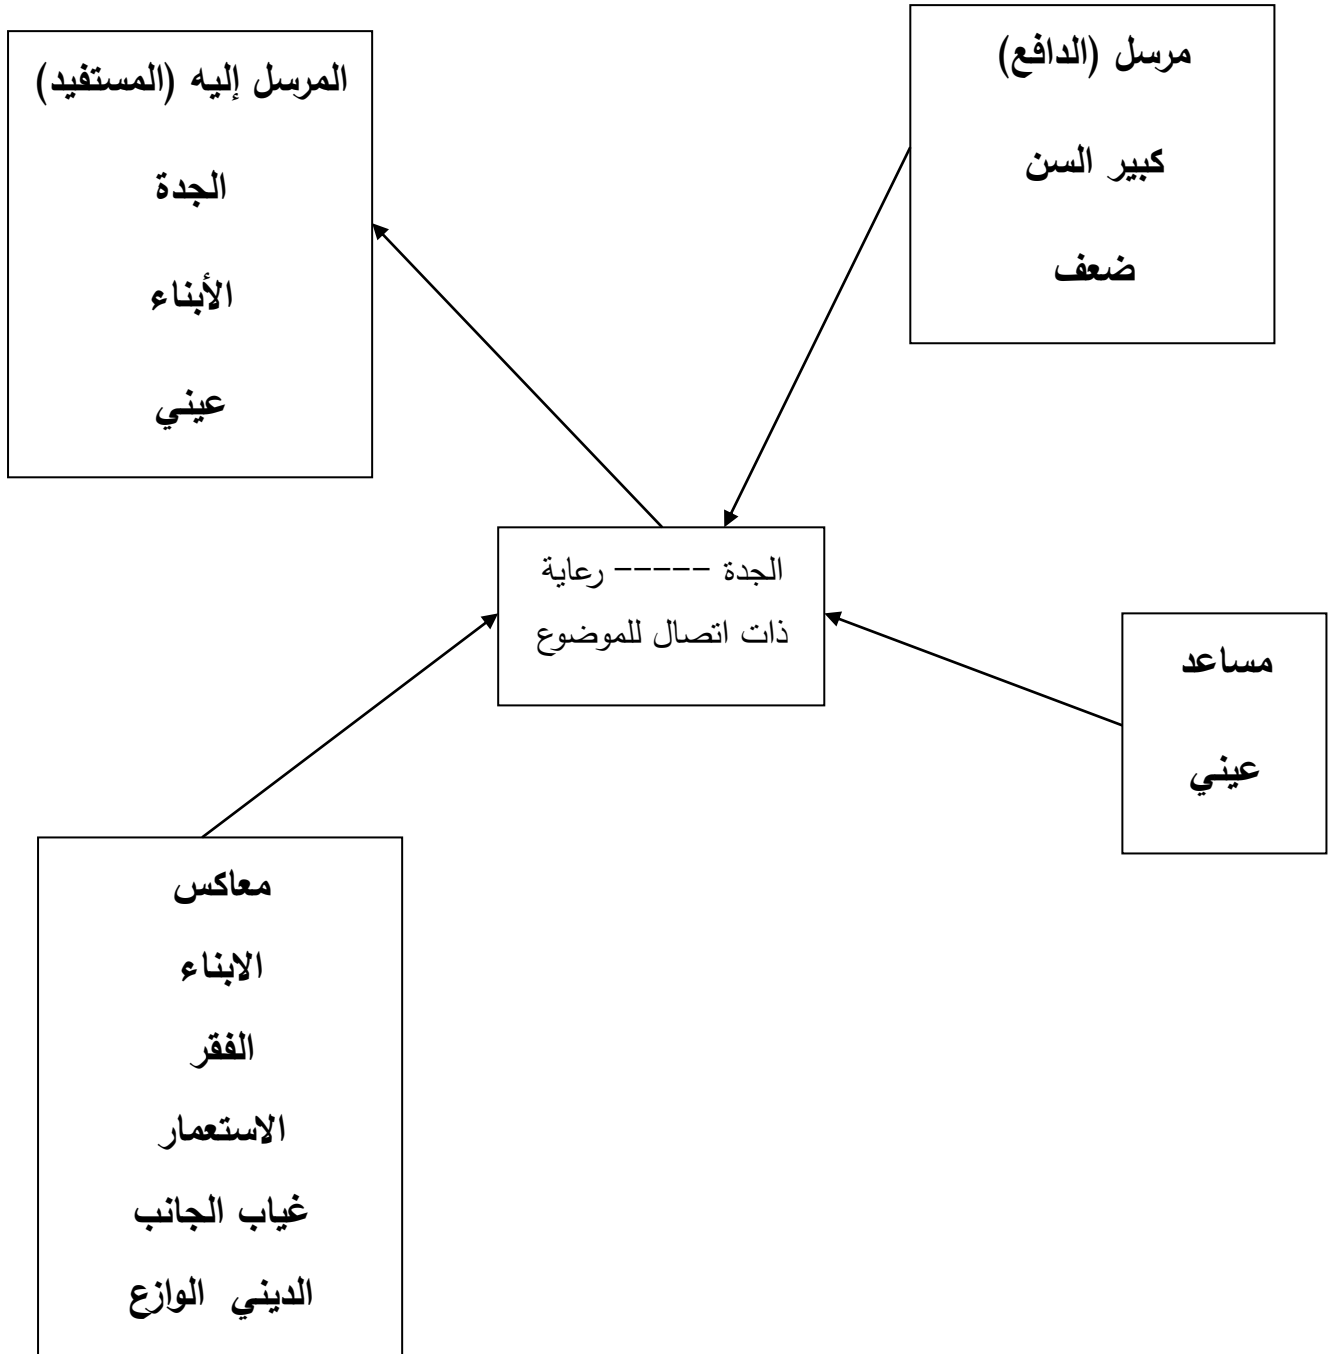 مرسل (الدافع)
كبير السن
ضعف
المرسل إليه (المستفيد)
الجدة
الأبناء
عيني
الجدة ----- رعاية
ذات اتصال للموضوع
مساعد
عيني
معاكس
الابناء
الفقر
الاستعمار
غياب الجانب
الديني الوازع